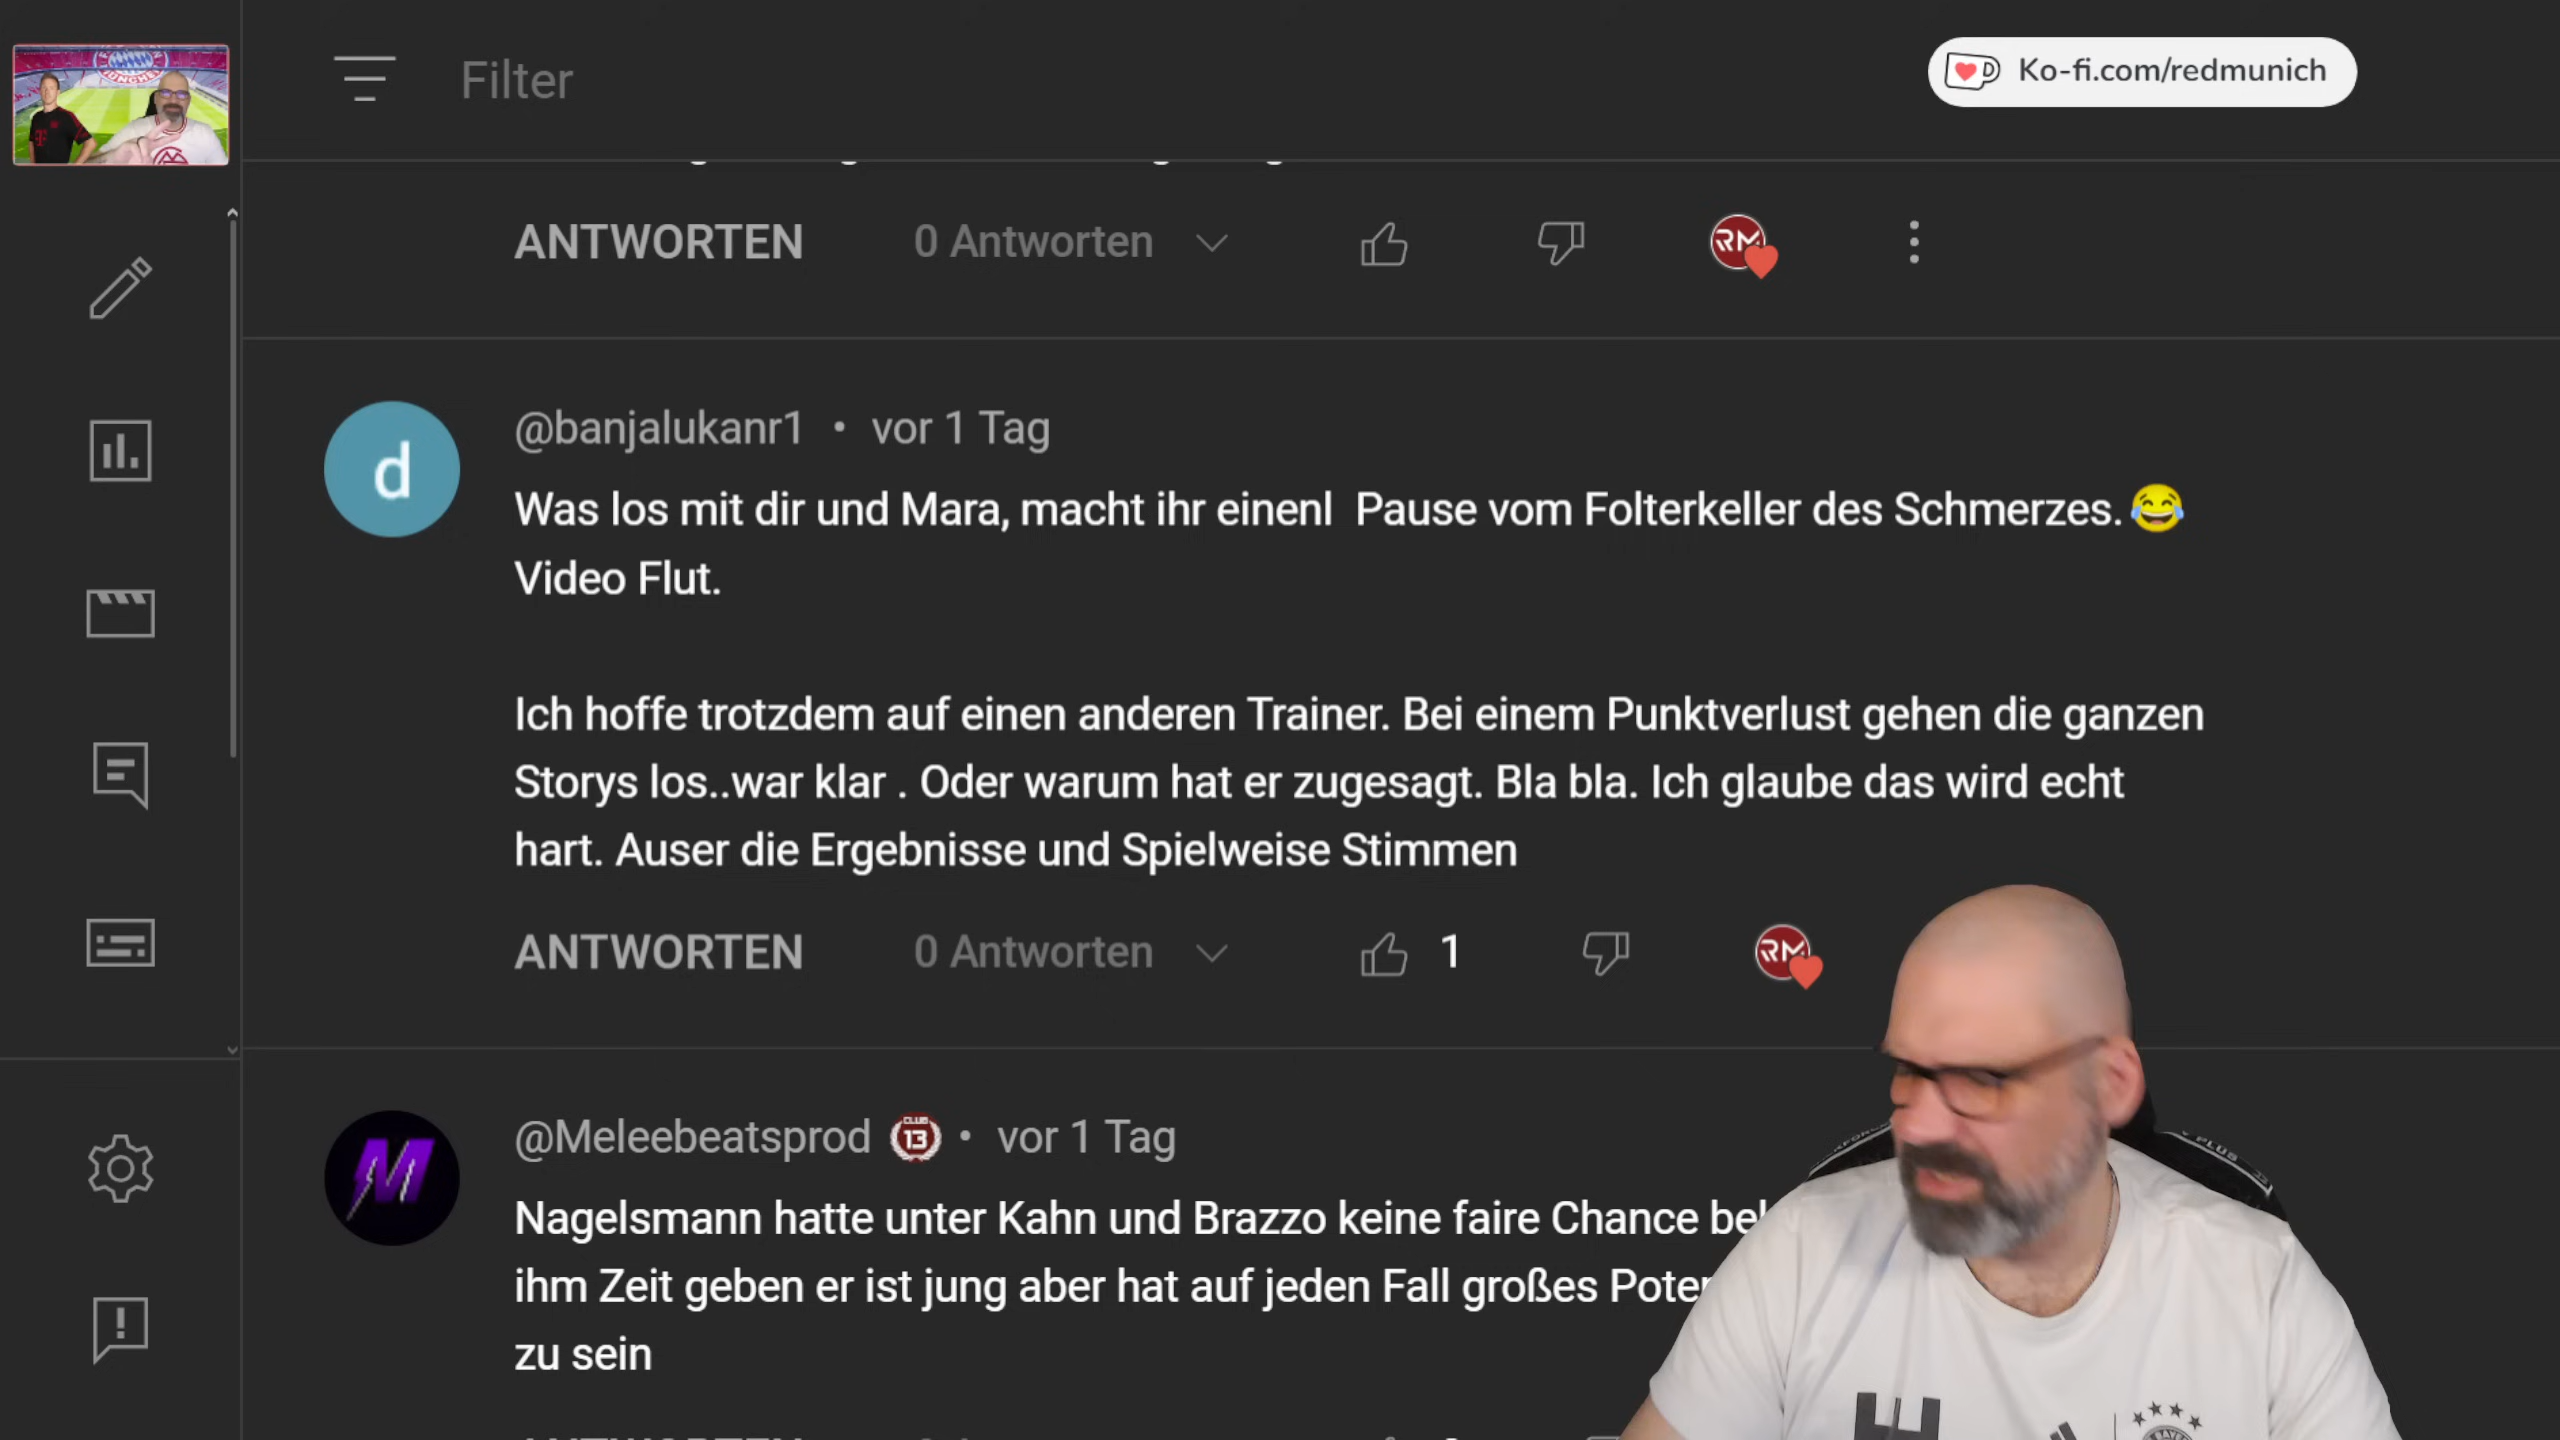 Filter
Ko-fi.com/redmunich
ANTWORTEN 0 Antworten
@banjalukanr1 • vor 1 Tag
Was los mit dir und Mara, macht ihr einenl Pause vom Folterkeller des Schmerzes.😂
Video Flut.
Ich hoffe trotzdem auf einen anderen Trainer. Bei einem Punktverlust gehen die ganzen
Storys los..war klar . Oder warum hat er zugesagt. Bla bla. Ich glaube das wird echt
hart. Auser die Ergebnisse und Spielweise Stimmen
ANTWORTEN 0 Antworten 1
@Meleebeatsprod CLUB 13 • vor 1 Tag
Nagelsmann hatte unter Kahn und Brazzo keine faire Chance
ihm Zeit geben er ist jung aber hat auf jeden Fall großes
zu sein